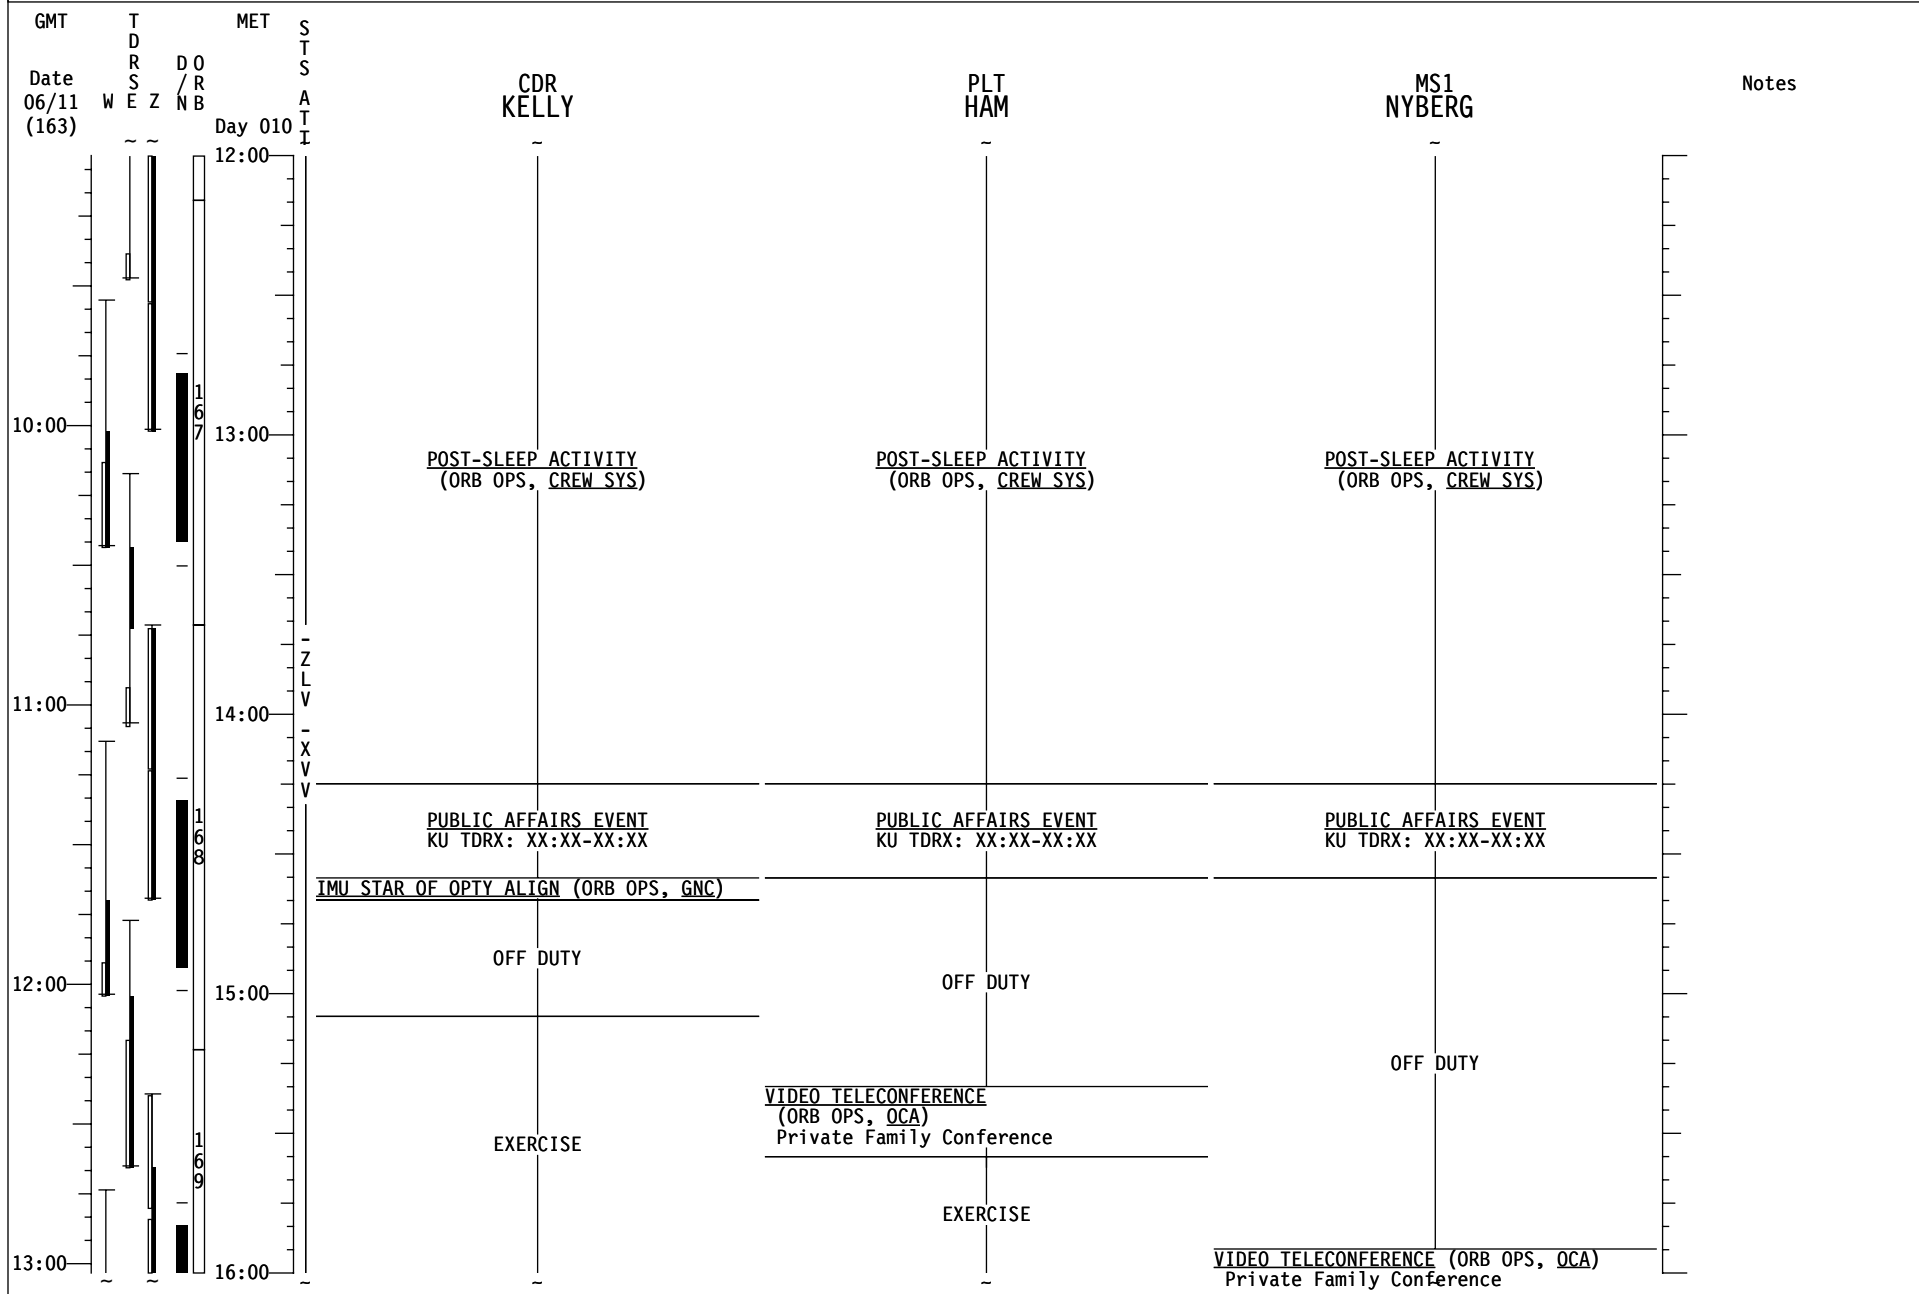 GMT
Date
06/11
(163)
TDRS
W E Z
D/N
ORB
MET
Day 010
STS ATT
CDR
KELLY
PLT
HAM
MS1
NYBERG
Notes
~ ~ ~ ~ ~ ~
12:00
10:00
167
13:00
POST-SLEEP ACTIVITY
(ORB OPS, CREW SYS)
POST-SLEEP ACTIVITY
(ORB OPS, CREW SYS)
POST-SLEEP ACTIVITY
(ORB OPS, CREW SYS)
-ZLV -XVV
11:00
14:00
168
PUBLIC AFFAIRS EVENT
KU TDRX: XX:XX-XX:XX
PUBLIC AFFAIRS EVENT
KU TDRX: XX:XX-XX:XX
PUBLIC AFFAIRS EVENT
KU TDRX: XX:XX-XX:XX
IMU STAR OF OPTY ALIGN (ORB OPS, GNC)
OFF DUTY
OFF DUTY
OFF DUTY
12:00
15:00
VIDEO TELECONFERENCE
(ORB OPS, OCA)
Private Family Conference
169
EXERCISE
EXERCISE
13:00
16:00
VIDEO TELECONFERENCE (ORB OPS, OCA)
Private Family Conference
~ ~ ~ ~ ~ ~